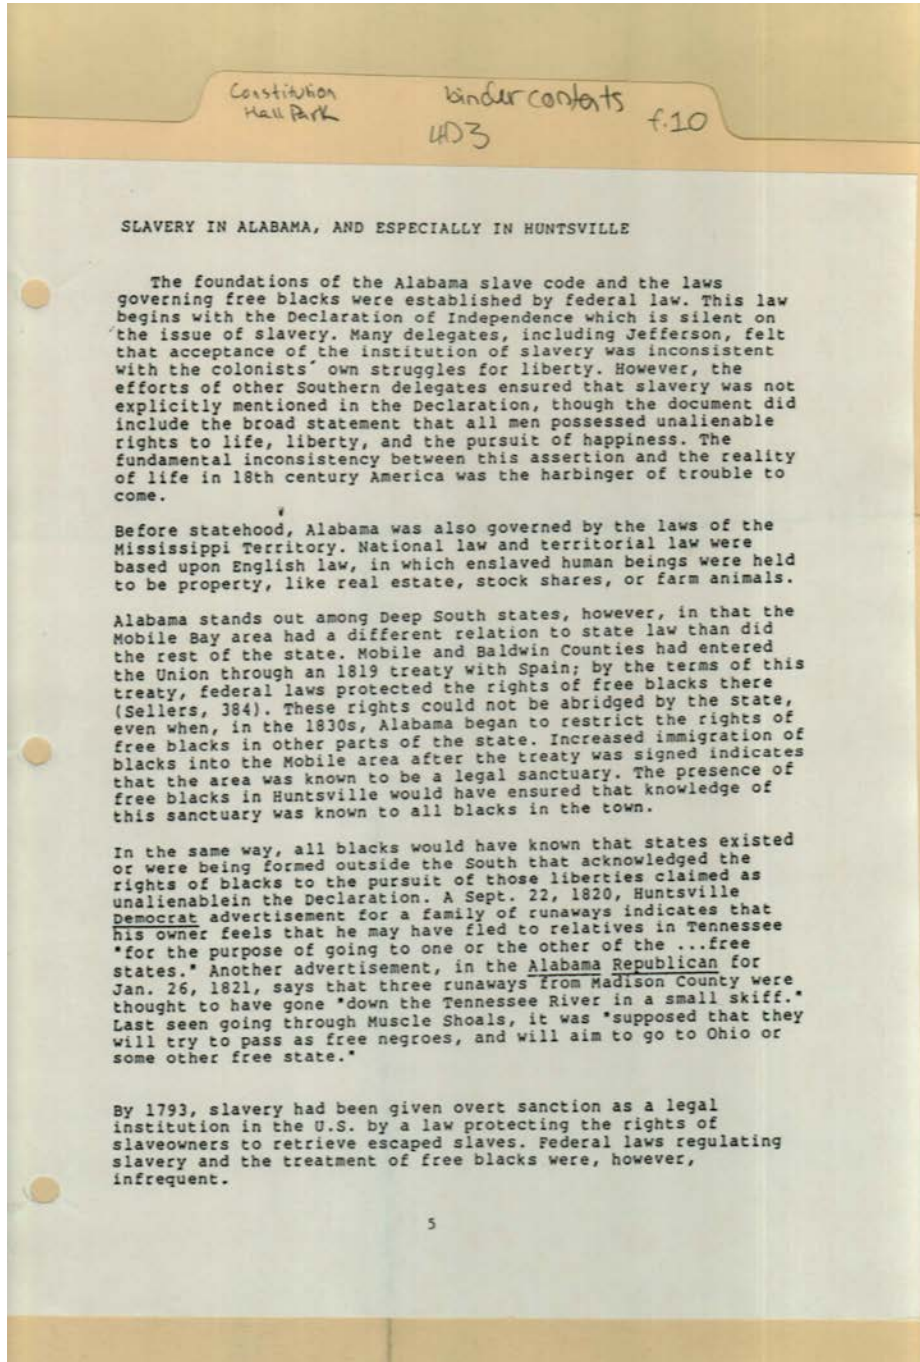 Constitution
Hall Park
binder contents
4D3
f.10
SLAVERY IN ALABAMA, AND ESPECIALLY IN HUNTSVILLE
The foundations of the Alabama slave code and the laws
governing free blacks were established by federal law. This law
begins with the Declaration of Independence which is silent on
the issue of slavery. Many delegates, including Jefferson, felt
that acceptance of the institution of slavery was inconsistent
with the colonists' own struggles for liberty. However, the
efforts of other Southern delegates ensured that slavery was not
explicitly mentioned in the Declaration, though the document did
include the broad statement that all men possessed unalienable
rights to life, liberty, and the pursuit of happiness. The
fundamental inconsistency between this assertion and the reality
of life in 18th century America was the harbinger of trouble to
come.
Before statehood, Alabama was also governed by the laws of the
Mississippi Territory. National law and territorial law were
based upon English law, in which enslaved human beings were held
to be property, like real estate, stock shares, or farm animals.
Alabama stands out among Deep South states, however, in that the
Mobile Bay area had a different relation to state law than did
the rest of the state. Mobile and Baldwin Counties had entered
the Union through an 1819 treaty with Spain; by the terms of this
treaty, federal laws protected the rights of free blacks there
(Sellers, 384). These rights could not be abridged by the state,
even when, in the 1830s, Alabama began to restrict the rights of
free blacks in other parts of the state. Increased immigration of
blacks into the Mobile area after the treaty was signed indicates
that the area was known to be a legal sanctuary. The presence of
free blacks in Huntsville would have ensured that knowledge of
this sanctuary was known to all blacks in the town.
In the same way, all blacks would have known that states existed
or were being formed outside the South that acknowledged the
rights of blacks to the pursuit of those liberties claimed as
unalienablein the Declaration. A Sept. 22, 1820, Huntsville
Democrat advertisement for a family of runaways indicates that
his owner feels that he may have fled to relatives in Tennessee
"for the purpose of going to one or the other of the ...free
states." Another advertisement, in the Alabama Republican for
Jan. 26, 1821, says that three runaways from Madison County were
thought to have gone "down the Tennessee River in a small skiff."
Last seen going through Muscle Shoals, it was "supposed that they
will try to pass as free negroes, and will aim to go to Ohio or
some other free state."
By 1793, slavery had been given overt sanction as a legal
institution in the U.S. by a law protecting the rights of
slaveowners to retrieve escaped slaves. Federal laws regulating
slavery and the treatment of free blacks were, however,
infrequent.
5